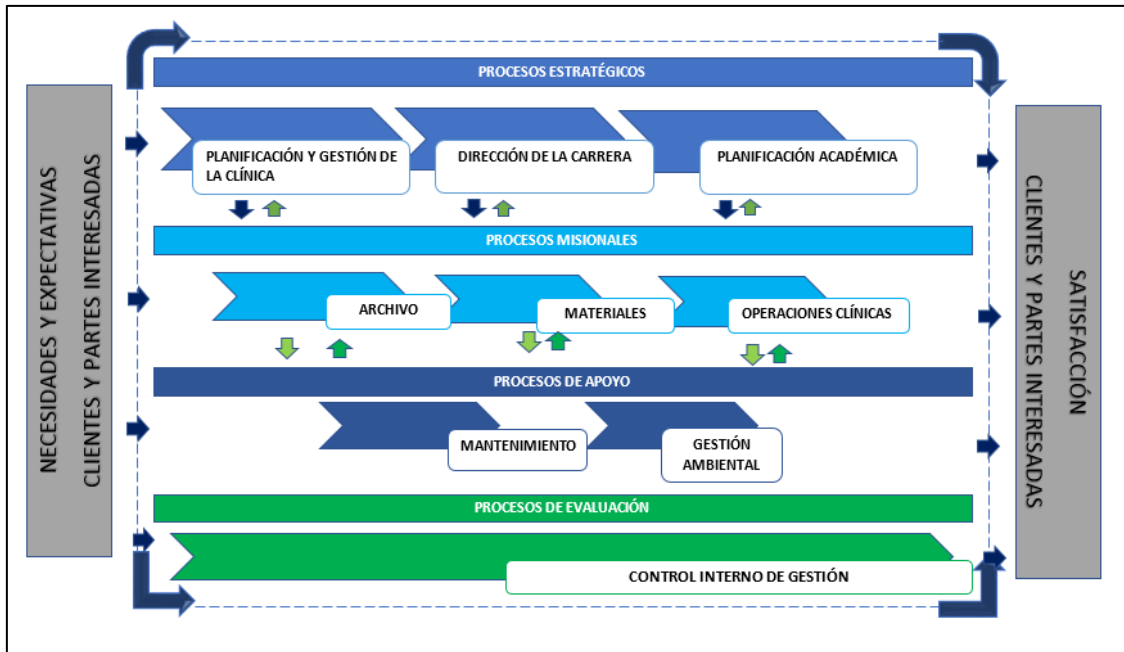 NECESIDADES Y EXPECTATIVAS
CLIENTES Y PARTES INTERESADAS
PROCESOS ESTRATÉGICOS
PLANIFICACIÓN Y GESTIÓN DE
LA CLÍNICA
DIRECCIÓN DE LA CARRERA
PLANIFICACIÓN ACADÉMICA
PROCESOS MISIONALES
ARCHIVO
MATERIALES
OPERACIONES CLÍNICAS
PROCESOS DE APOYO
MANTENIMIENTO
GESTIÓN
AMBIENTAL
PROCESOS DE EVALUACIÓN
CONTROL INTERNO DE GESTIÓN
SATISFACCIÓN
CLIENTES Y PARTES INTERESADAS